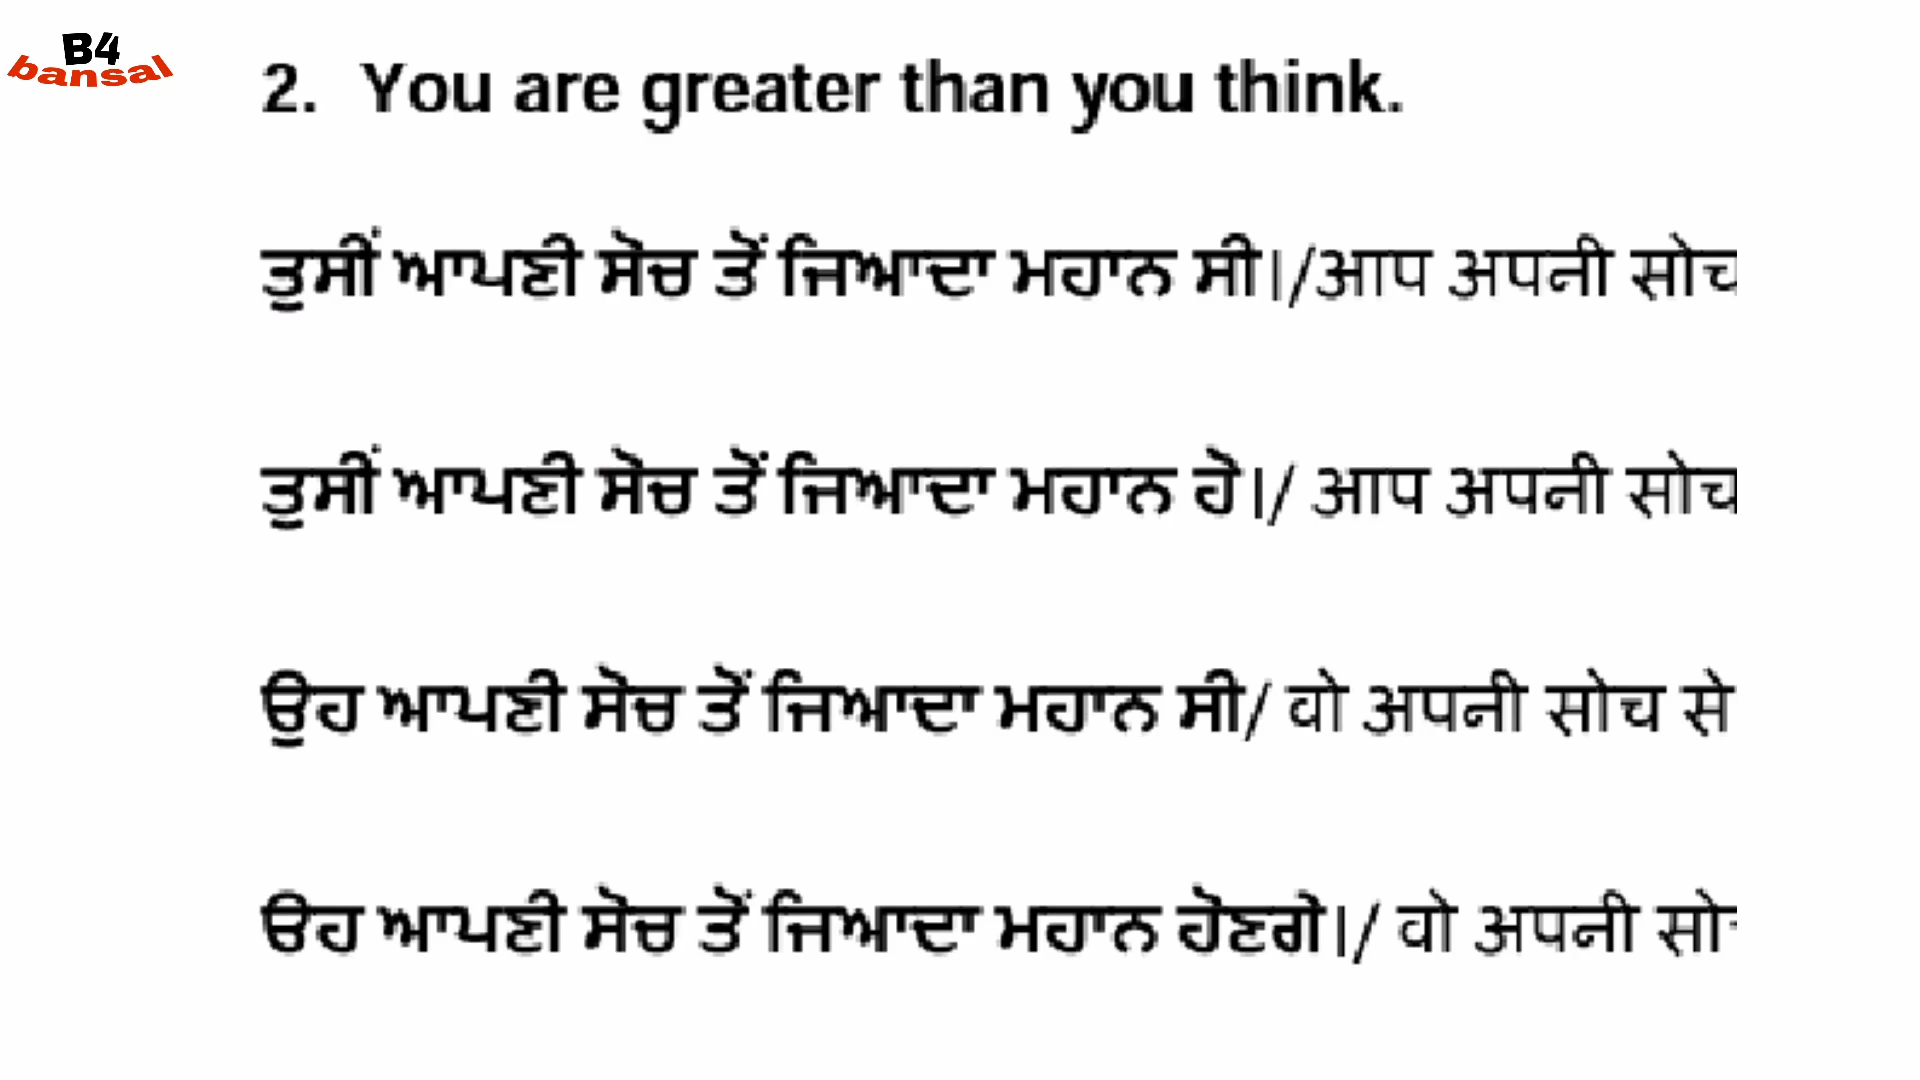 B4
bansal
2. You are greater than you think.
ਤੁਸੀਂ ਆਪਣੀ ਸੋਚ ਤੋਂ ਜਿਆਦਾ ਮਹਾਨ ਸੀ।/आप अपनी सोच
ਤੁਸੀਂ ਆਪਣੀ ਸੋਚ ਤੋਂ ਜਿਆਦਾ ਮਹਾਨ ਹੋ।/ आप अपनी सोच
ਉਹ ਆਪਣੀ ਸੋਚ ਤੋਂ ਜਿਆਦਾ ਮਹਾਨ ਸੀ/ वो अपनी सोच से
ਓਹ ਆਪਣੀ ਸੋਚ ਤੋਂ ਜਿਆਦਾ ਮਹਾਨ ਹੋਣਗੇ।/ वो अपनी